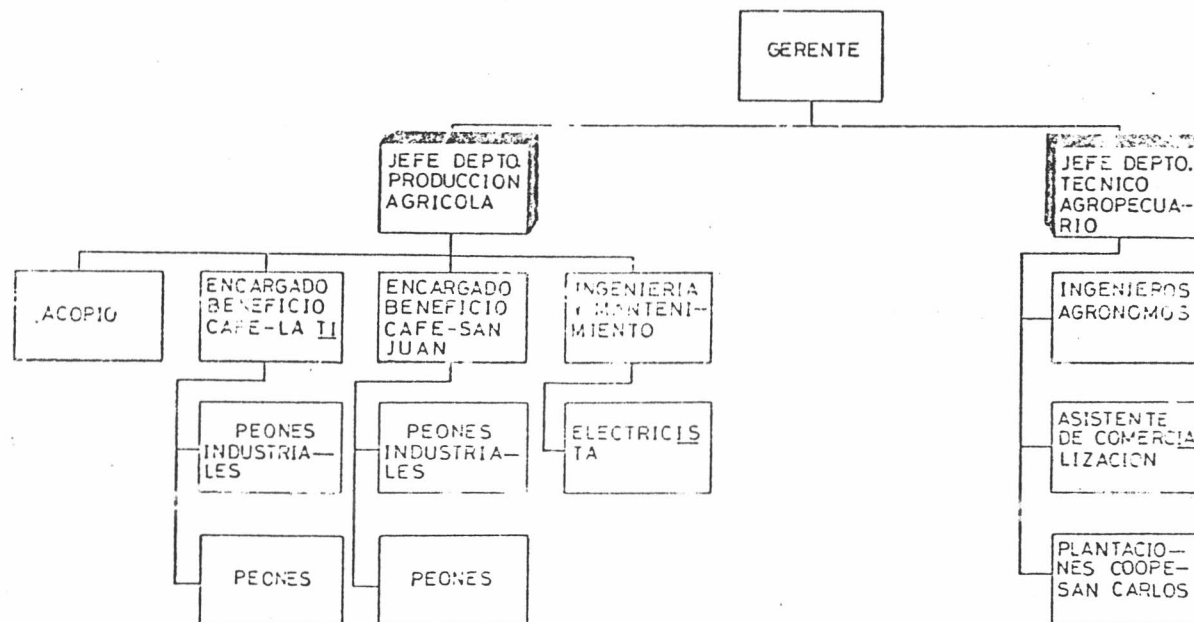 GERENTE
JEFE DEPTO.
PRODUCCION
AGRICOLA
JEFE DEPTO.
TECNICO
AGROPECUA-
RIO
ACOPIO
ENCARGADO
BENEFICIO
CAFE-LA TI
ENCARGADO
BENEFICIO
CAFE-SAN
JUAN
INGENIERIA
Y MANTENI-
MIENTO
INGENIEROS
AGRONOMOS
PEONES
INDUSTRIA-
LES
PEONES
INDUSTRIA-
LES
ELECTRICIS
TA
ASISTENTE
DE COMERCIA
LIZACION
PEONES
PEONES
PLANTACIO-
NES COOPE-
SAN CARLOS